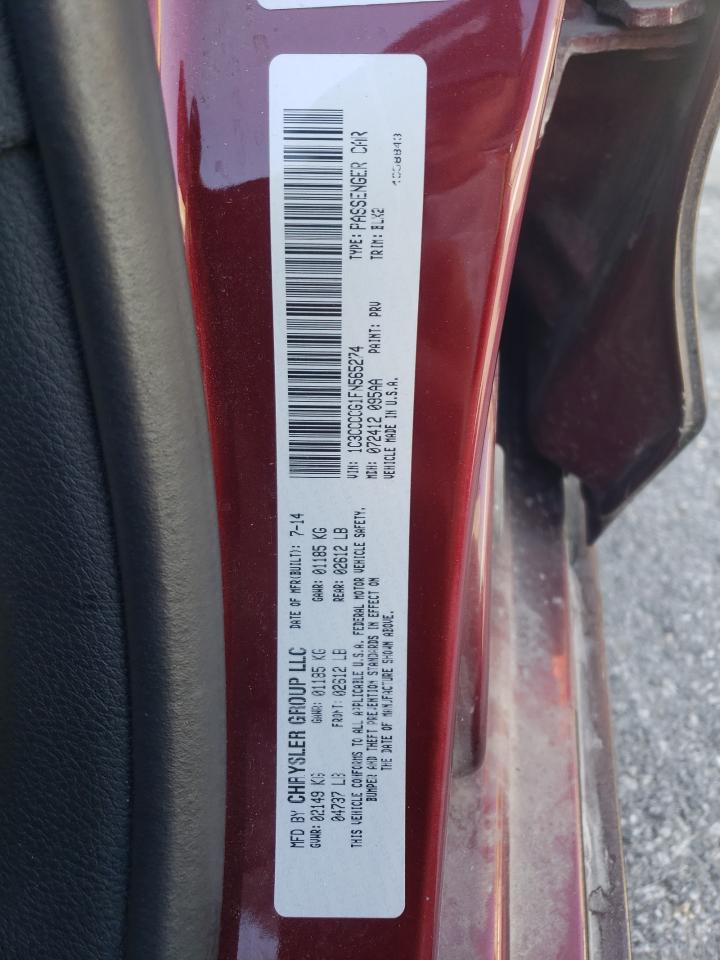 MFD BY CHRYSLER GROUP LLC DATE OF MFR(BUILT): 7-14
GVWR: 02149 KG GAWR: 01185 KG GAWR: 01185 KG
04737 LB FRONT: 02612 LB REAR: 02612 LB
THIS VEHICLE CONFORMS TO ALL APPLICABLE U.S.A. FEDERAL MOTOR VEHICLE SAFETY,
BUMPER AND THEFT PREVENTION STANDARDS IN EFFECT ON
THE DATE OF MANUFACTURE SHOWN ABOVE.
VIN: 1C3CCCCG1FN565274 TYPE: PASSENGER CAR
MDH: 072412 095AA PAINT: PRV TRIM: BLX2
VEHICLE MADE IN U.S.A.